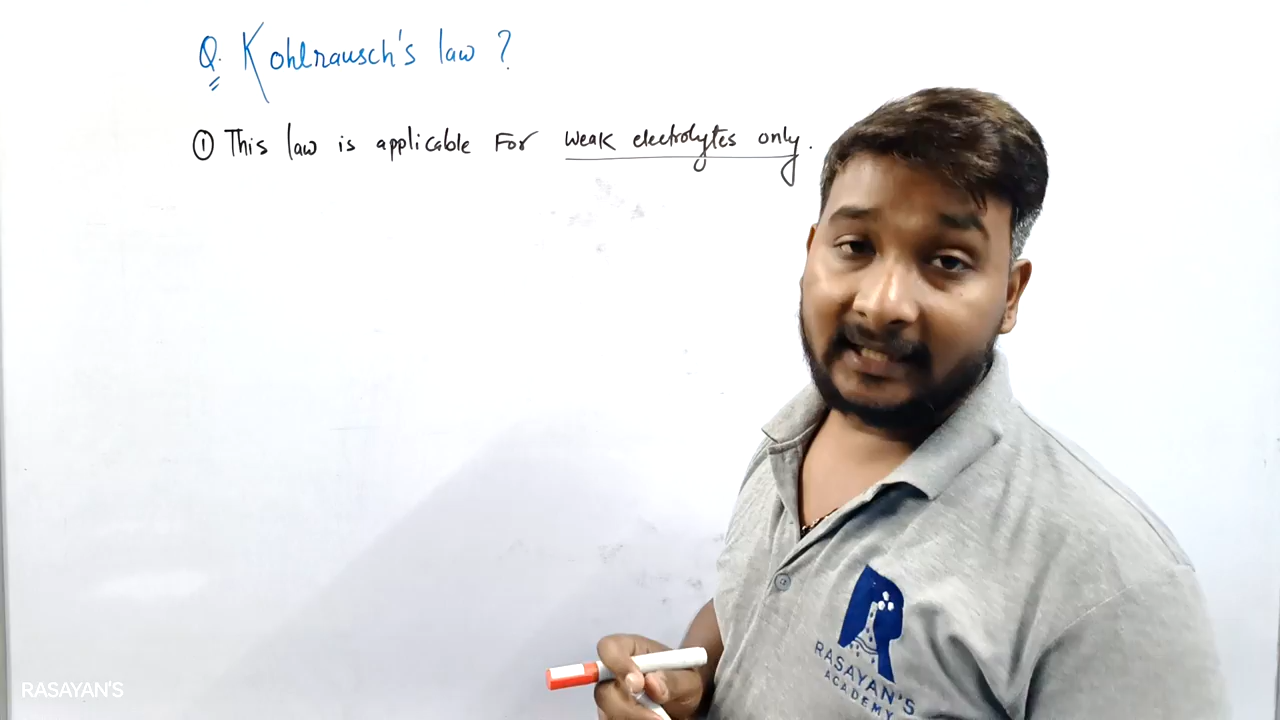 Q. Kohlrausch's law ?
① This law is applicable For weak electrolytes only.
RASAYAN'S
ACADEMY
RASAYAN'S